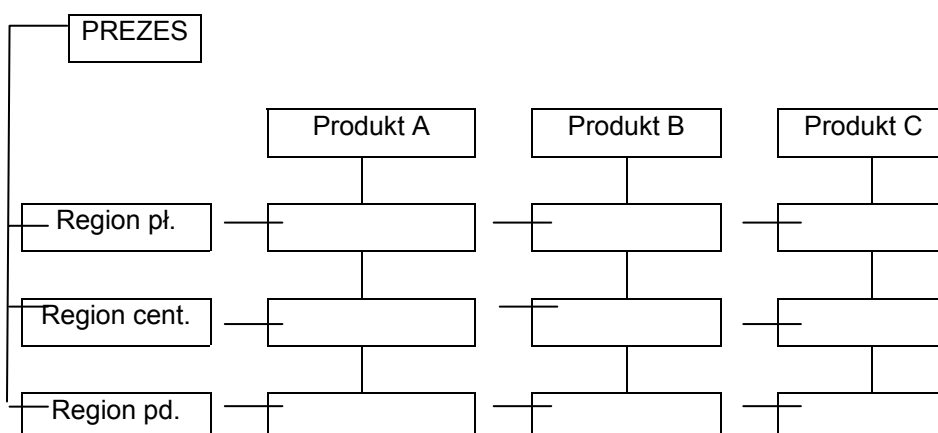 PREZES
Produkt A
Produkt B
Produkt C
Region pł.
Region cent.
Region pd.